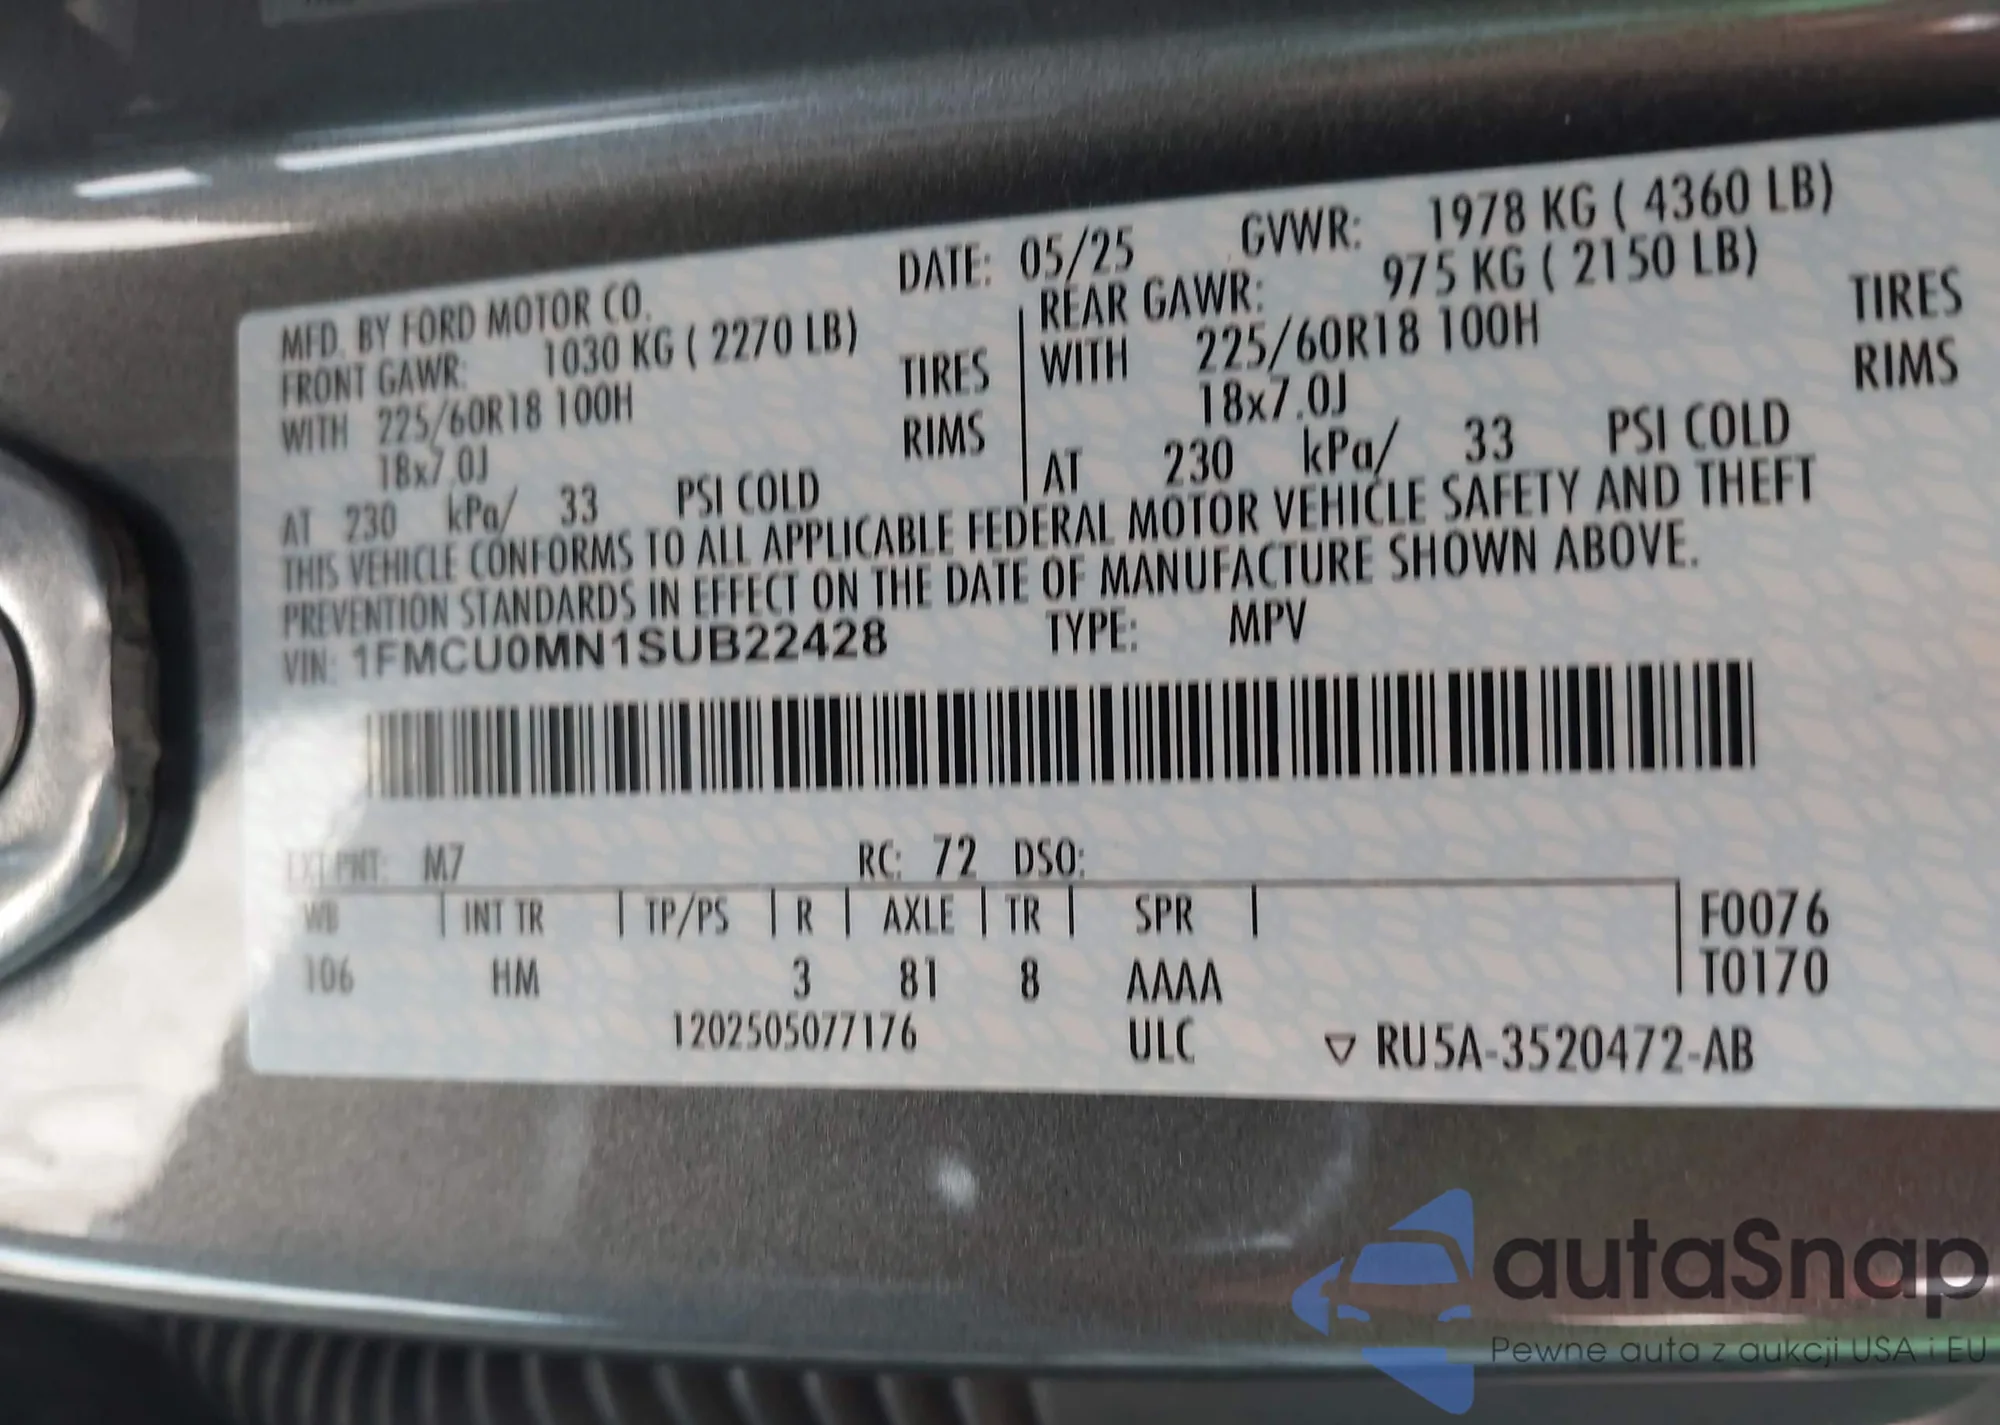 MFD. BY FORD MOTOR CO. DATE: 05/25 GVWR: 1978 KG ( 4360 LB)
FRONT GAWR: 1030 KG ( 2270 LB)
WITH 225/60R18 100H TIRES
18x7.0J RIMS
AT 230 kPa/ 33 PSI COLD
REAR GAWR: 975 KG ( 2150 LB)
WITH 225/60R18 100H TIRES
18x7.0J RIMS
AT 230 kPa/ 33 PSI COLD
THIS VEHICLE CONFORMS TO ALL APPLICABLE FEDERAL MOTOR VEHICLE SAFETY AND THEFT
PREVENTION STANDARDS IN EFFECT ON THE DATE OF MANUFACTURE SHOWN ABOVE.
VIN: 1FMCU0MN1SUB22428 TYPE: MPV
EXT PNT: M7 RC: 72 DSO:
WB | INT TR | TP/PS | R | AXLE | TR | SPR | F0076
106 HM 3 81 8 AAAA T0170
1202505077176 ULC ▽ RU5A-3520472-AB
autaSnap
Pewne auta z aukcji USA i EU